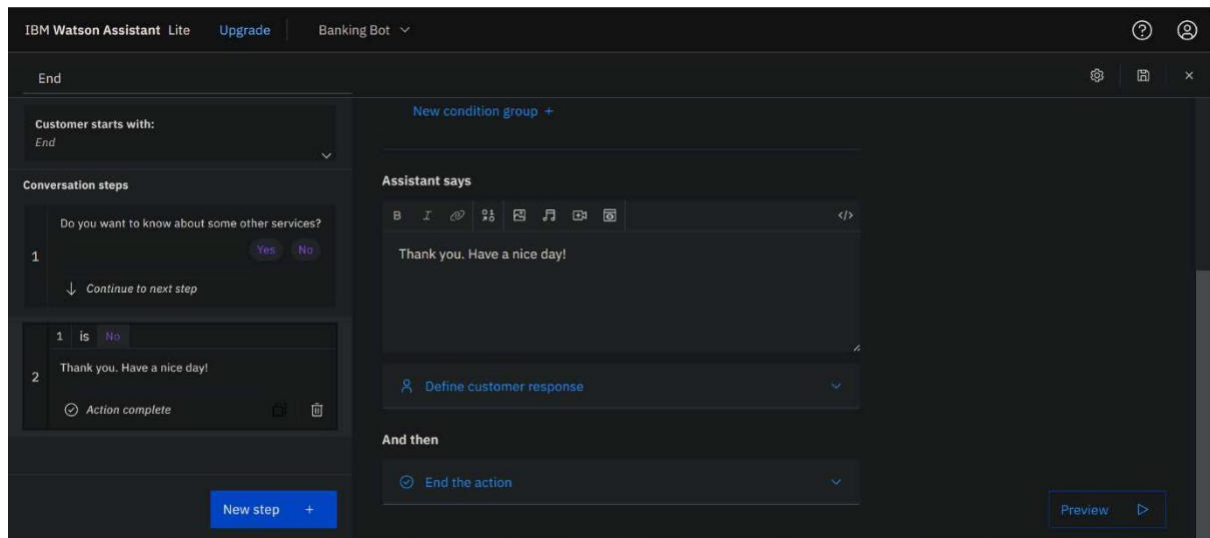 IBM Watson Assistant Lite Upgrade Banking Bot
End
Customer starts with:
End
Conversation steps
1
Do you want to know about some other services?
Yes No
Continue to next step
2
1 is No
Thank you. Have a nice day!
Action complete
New step +
New condition group +
Assistant says
B I </>
Thank you. Have a nice day!
Define customer response
And then
End the action
Preview